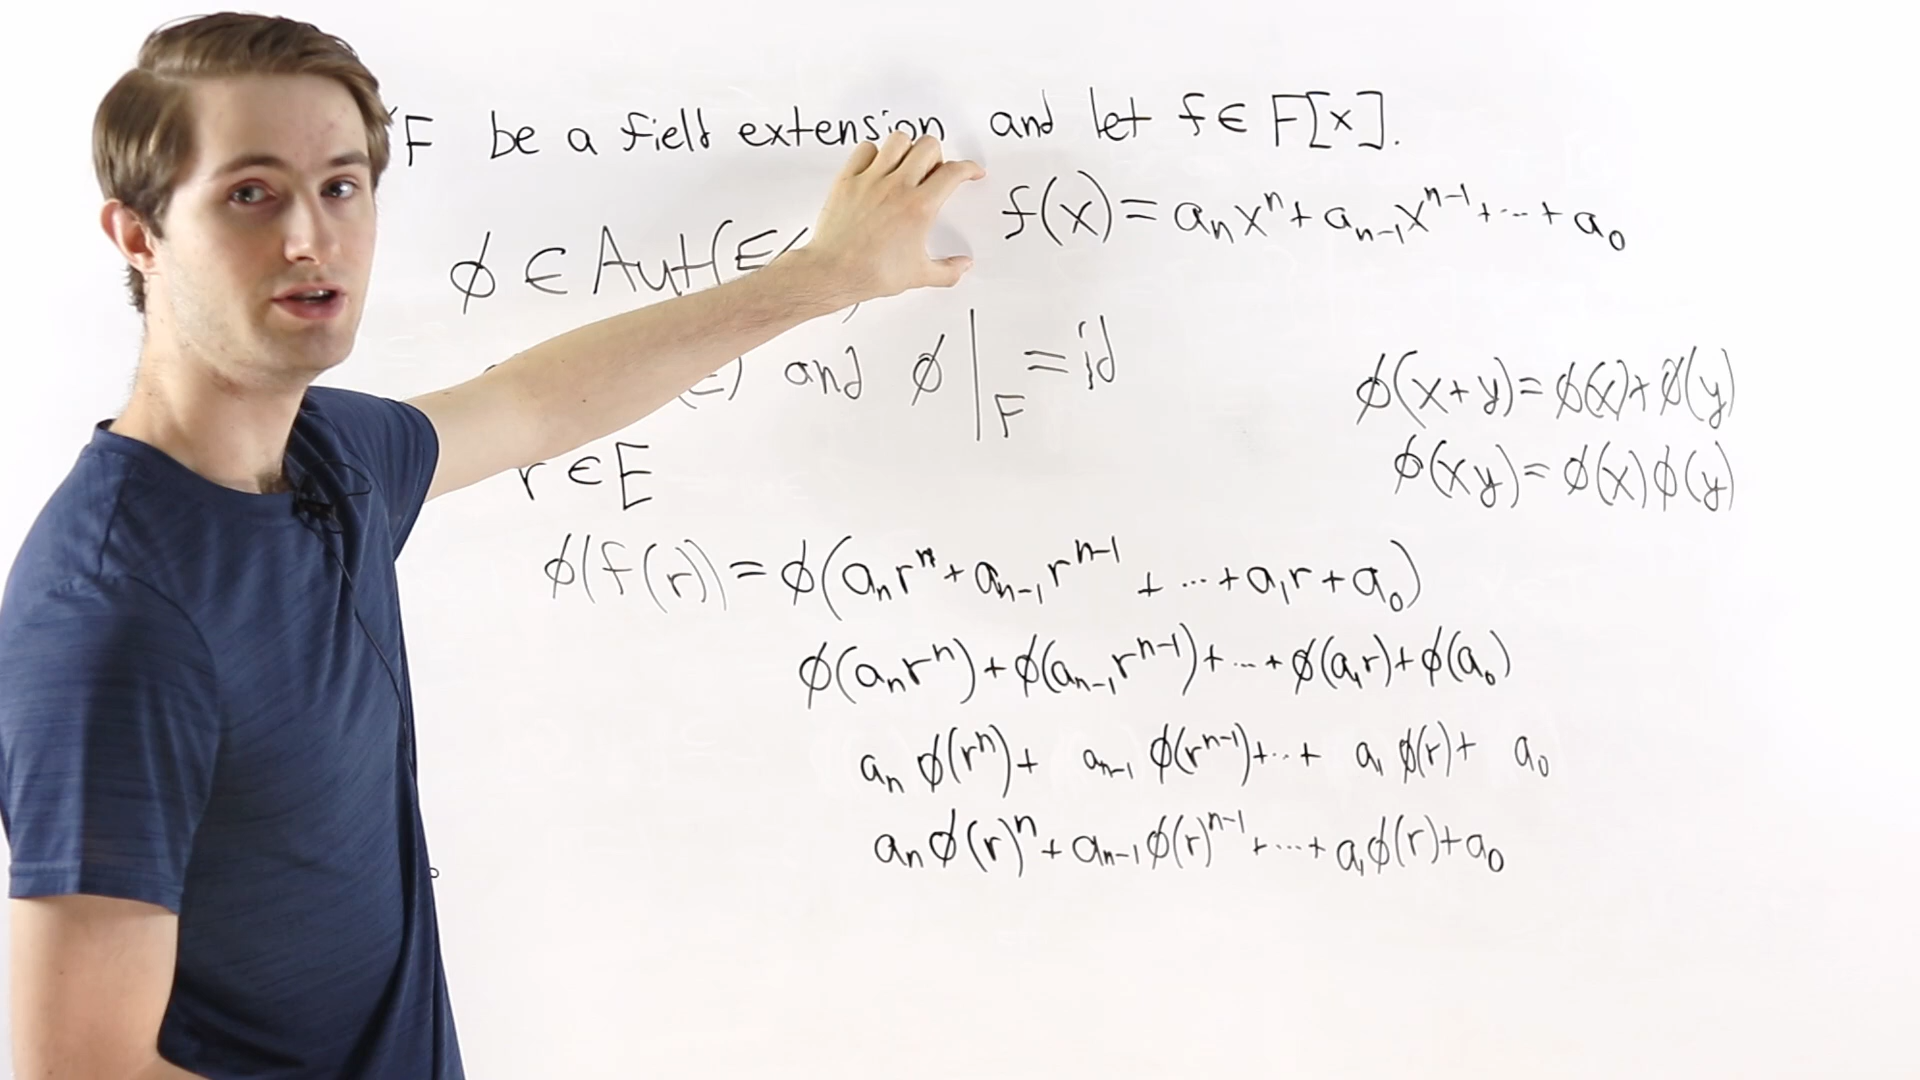 F be a field extension and let f ∈ F[x].
f(x) = aₙxⁿ + aₙ₋₁xⁿ⁻¹ + ... + a₀
ϕ ∈ Aut(E/
E) and ϕ|_F = id
r ∈ E
ϕ(x+y) = ϕ(x) + ϕ(y)
ϕ(xy) = ϕ(x)ϕ(y)
ϕ(f(r)) = ϕ(aₙrⁿ + aₙ₋₁rⁿ⁻¹ + ... + a₁r + a₀)
ϕ(aₙrⁿ) + ϕ(aₙ₋₁rⁿ⁻¹) + ... + ϕ(a₁r) + ϕ(a₀)
aₙ ϕ(rⁿ) + aₙ₋₁ ϕ(rⁿ⁻¹) + ... + a₁ ϕ(r) + a₀
aₙϕ(r)ⁿ + aₙ₋₁ϕ(r)ⁿ⁻¹ + ... + a₁ϕ(r) + a₀